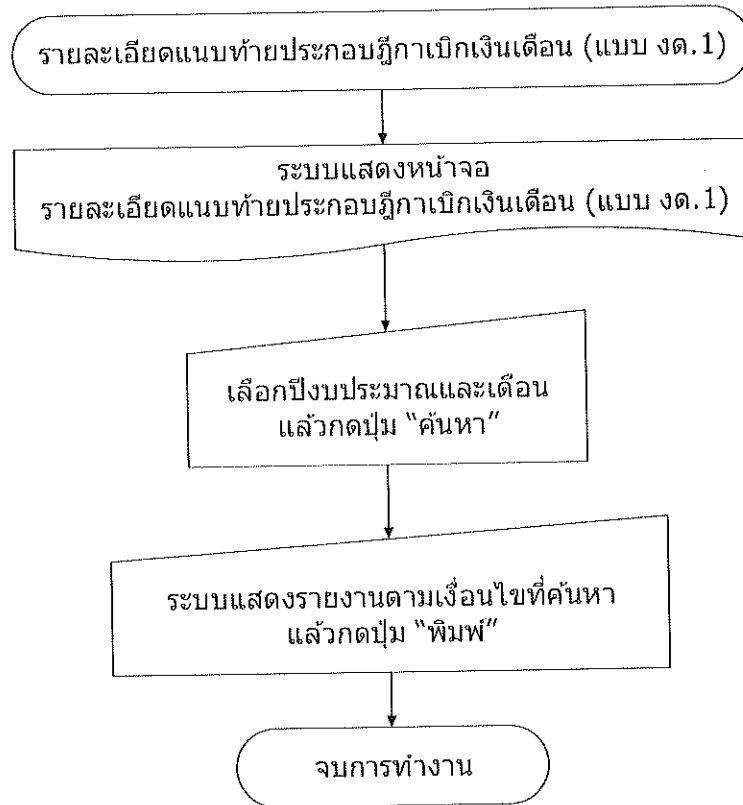 รายละเอียดแนบท้ายประกอบฎีกาเบิกเงินเดือน (แบบ งด.1)
ระบบแสดงหน้าจอ
รายละเอียดแนบท้ายประกอบฎีกาเบิกเงินเดือน (แบบ งด.1)
เลือกปีงบประมาณและเดือน
แล้วกดปุ่ม “ค้นหา”
ระบบแสดงรายงานตามเงื่อนไขที่ค้นหา
แล้วกดปุ่ม “พิมพ์”
จบการทำงาน